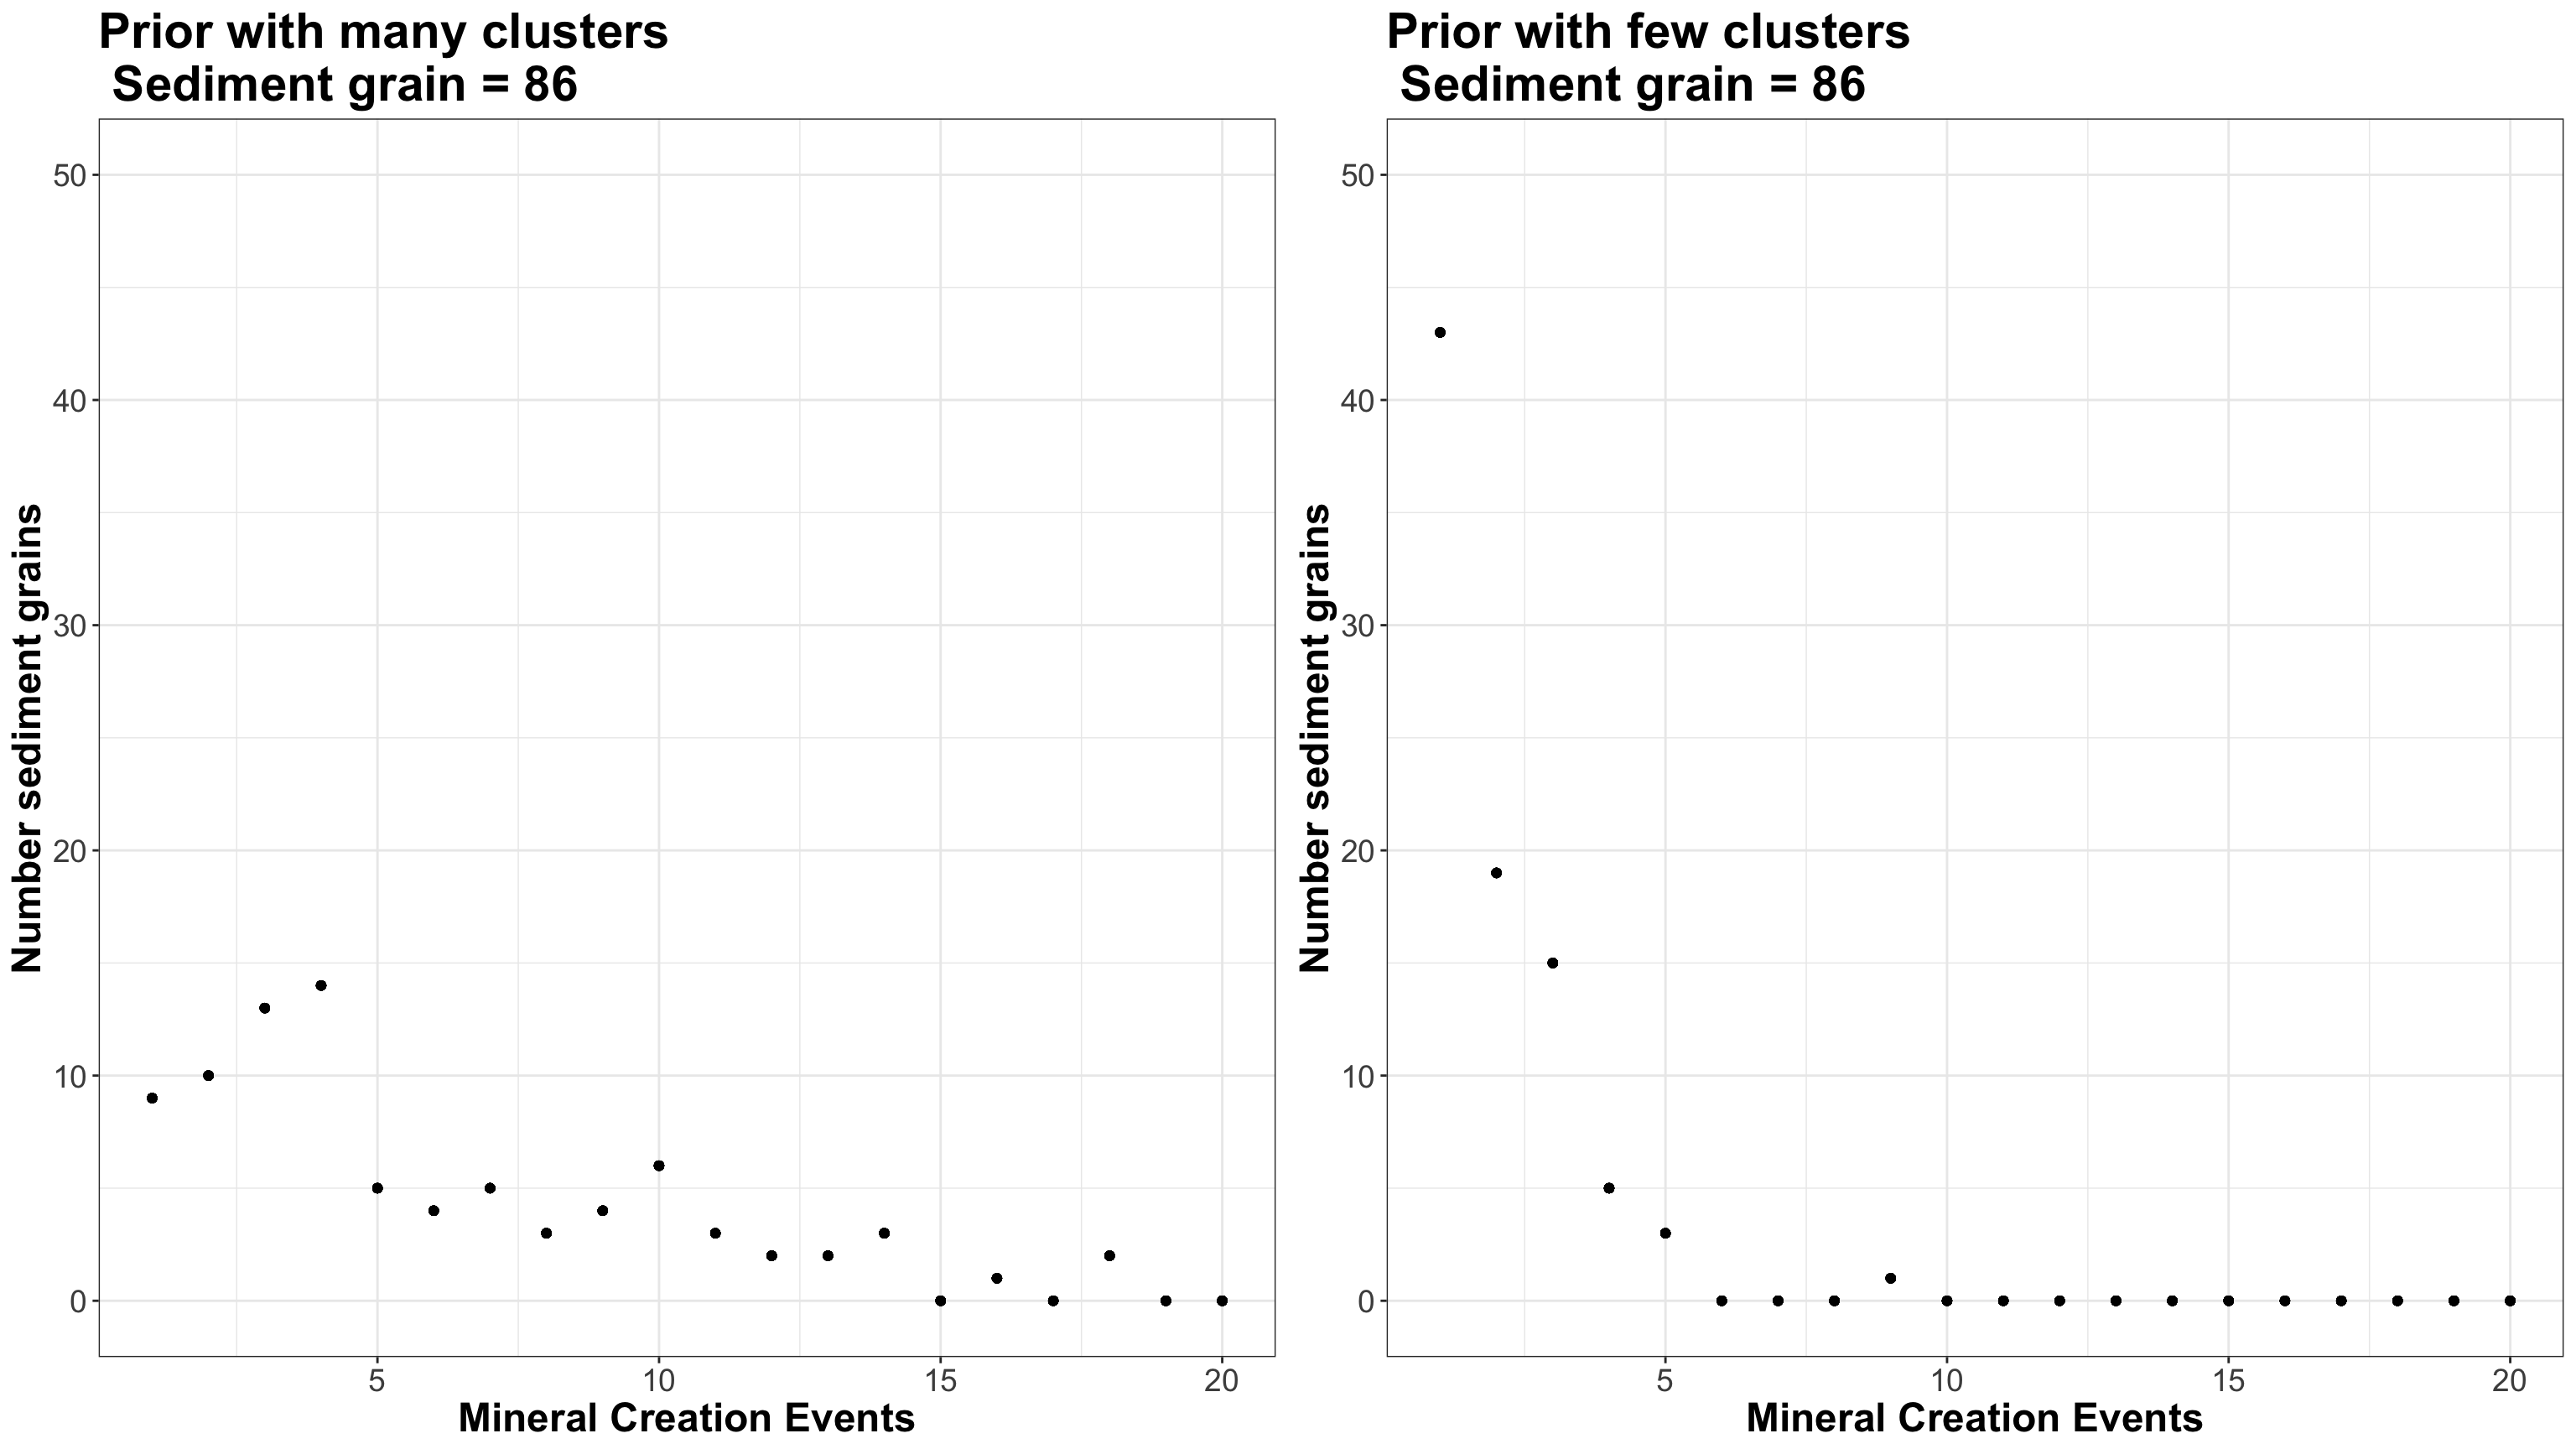 Prior with many clusters
Sediment grain = 86
50
40
30
20
10
0
Number sediment grains
5 10 15 20
Mineral Creation Events
Prior with few clusters
Sediment grain = 86
50
40
30
20
10
0
Number sediment grains
5 10 15 20
Mineral Creation Events